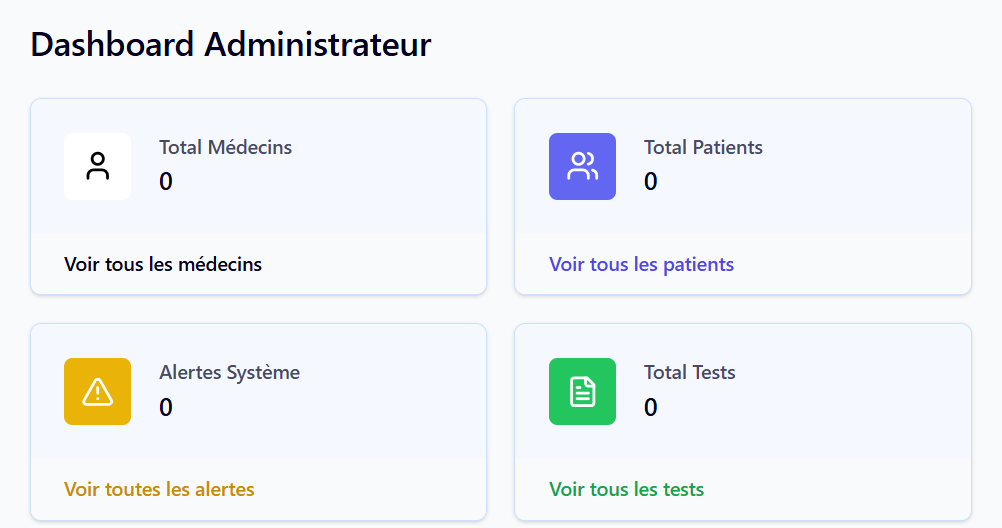 Dashboard Administrateur
Total Médecins
0
Voir tous les médecins
Total Patients
0
Voir tous les patients
Alertes Système
0
Voir toutes les alertes
Total Tests
0
Voir tous les tests